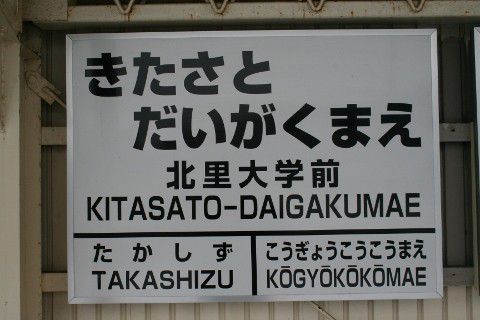 きたさと
だいがくまえ
北里大学前
KITASATO-DAIGAKUMAE
たかしず
TAKASHIZU
こうぎょうこうこうまえ
KŌGYŌKŌKŌMAE